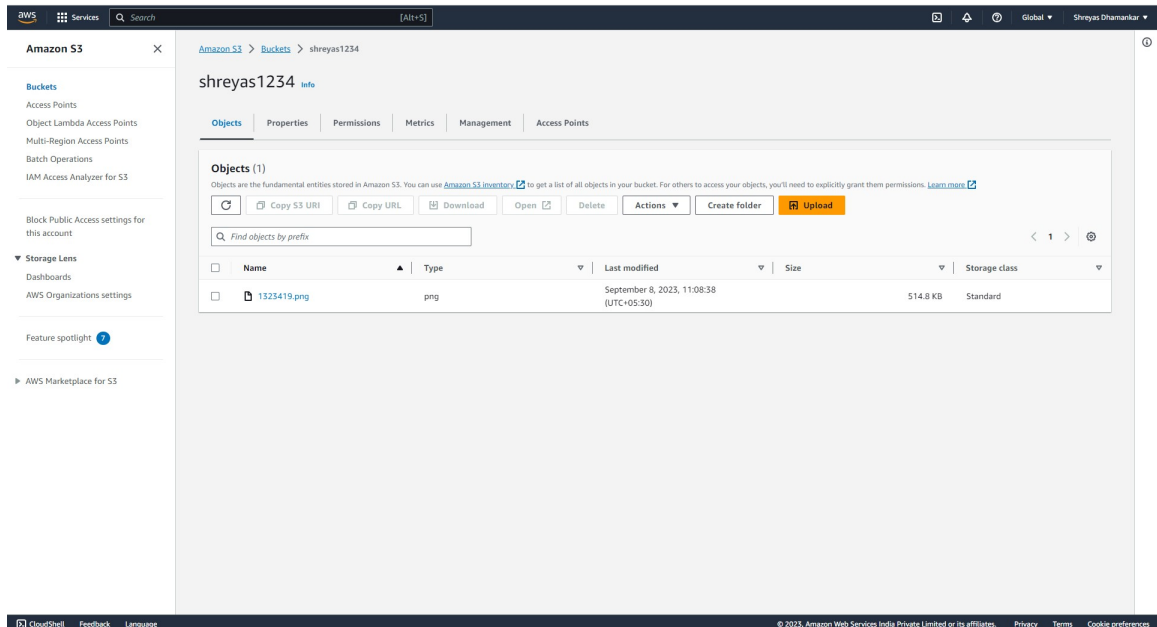 aws Services Search [Alt+S] Global ▼ Shreyas Dhamankar ▼
Amazon S3
Buckets
Access Points
Object Lambda Access Points
Multi-Region Access Points
Batch Operations
IAM Access Analyzer for S3
Block Public Access settings for
this account
▼ Storage Lens
Dashboards
AWS Organizations settings
Feature spotlight 7
▶ AWS Marketplace for S3
Amazon S3 > Buckets > shreyas1234
shreyas1234 Info
Objects Properties Permissions Metrics Management Access Points
Objects (1)
Objects are the fundamental entities stored in Amazon S3. You can use Amazon S3 inventory to get a list of all objects in your bucket. For others to access your objects, you'll need to explicitly grant them permissions. Learn more
Copy S3 URI Copy URL Download Open Delete Actions ▼ Create folder Upload
Find objects by prefix < 1 >
Name Type Last modified Size Storage class
1323419.png png September 8, 2023, 11:08:38 514.8 KB Standard
(UTC+05:30)
CloudShell Feedback Language © 2023, Amazon Web Services India Private Limited or its affiliates. Privacy Terms Cookie preferences